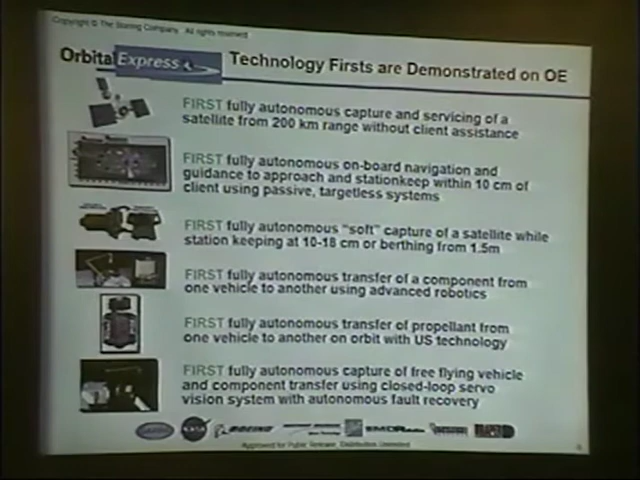 Copyright © The Boeing Company. All rights reserved
Orbital Express
Technology Firsts are Demonstrated on OE
FIRST fully autonomous capture and servicing of a
satellite from 200 km range without client assistance
FIRST fully autonomous on-board navigation and
guidance to approach and stationkeep within 10 cm of
client using passive, targetless systems
FIRST fully autonomous "soft" capture of a satellite while
station keeping at 10-18 cm or berthing from 1.5m
FIRST fully autonomous transfer of a component from
one vehicle to another using advanced robotics
FIRST fully autonomous transfer of propellant from
one vehicle to another on orbit with US technology
FIRST fully autonomous capture of free flying vehicle
and component transfer using closed-loop servo
vision system with autonomous fault recovery
NASA BOEING
Approved for Public Release, Distribution Unlimited